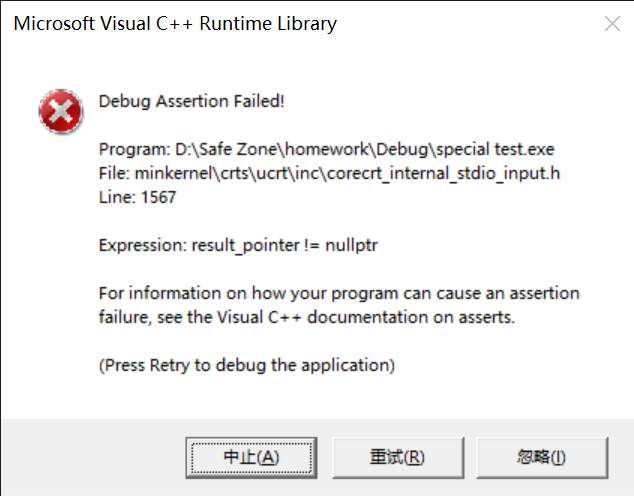 Microsoft Visual C++ Runtime Library
Debug Assertion Failed!
Program: D:\Safe Zone\homework\Debug\special test.exe
File: minkernel\crts\ucrt\inc\corecrt_internal_stdio_input.h
Line: 1567
Expression: result_pointer != nullptr
For information on how your program can cause an assertion
failure, see the Visual C++ documentation on asserts.
(Press Retry to debug the application)
中止(A) 重试(R) 忽略(I)